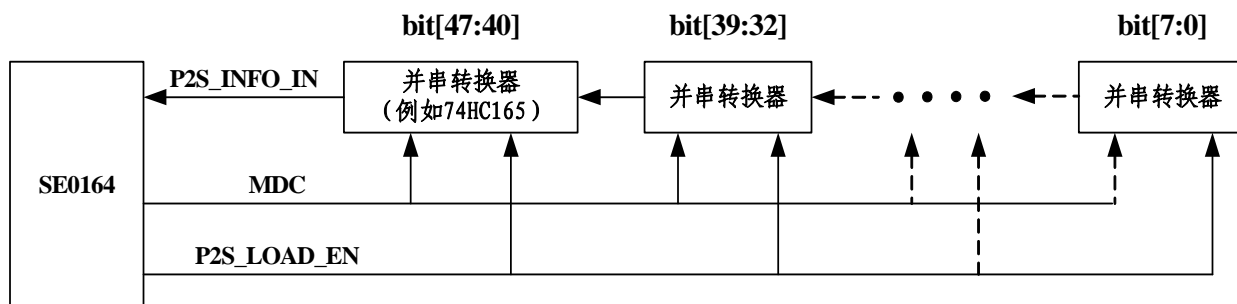 bit[47:40]
bit[39:32]
bit[7:0]
P2S_INFO_IN
并串转换器
（例如74HC165）
并串转换器
并串转换器
SE0164
MDC
P2S_LOAD_EN